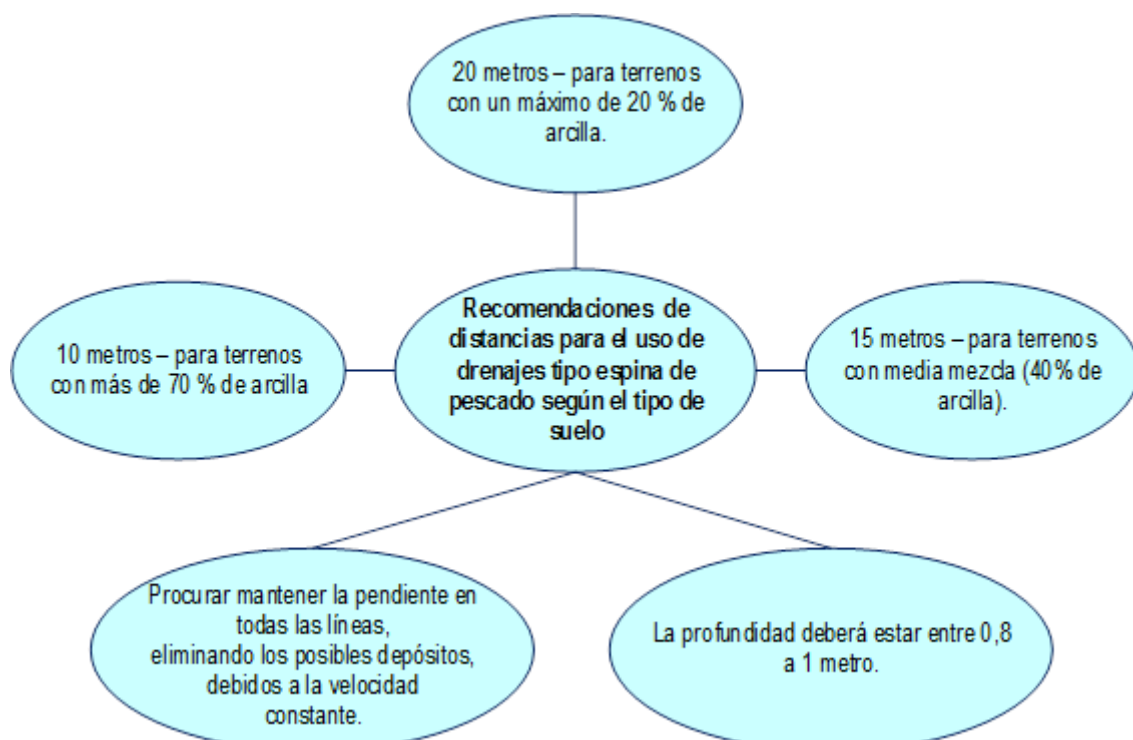 20 metros – para terrenos
con un máximo de 20 % de
arcilla.
10 metros – para terrenos
con más de 70 % de arcilla
Recomendaciones de
distancias para el uso de
drenajes tipo espina de
pescado según el tipo de
suelo
15 metros – para terrenos
con media mezcla (40% de
arcilla).
Procurar mantener la pendiente en
todas las líneas,
eliminando los posibles depósitos,
debidos a la velocidad
constante.
La profundidad deberá estar entre 0,8
a 1 metro.